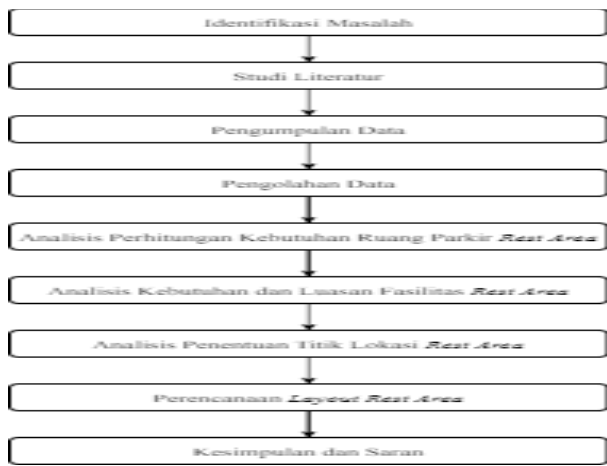 Identifikasi Masalah
Studi Literatur
Pengumpulan Data
Pengolahan Data
Analisis Perhitungan Kebutuhan Ruang Parkir Rest Area
Analisis Kebutuhan dan Luasan Fasilitas Rest Area
Analisis Penentuan Titik Lokasi Rest Area
Perencanaan Layout Rest Area
Kesimpulan dan Saran